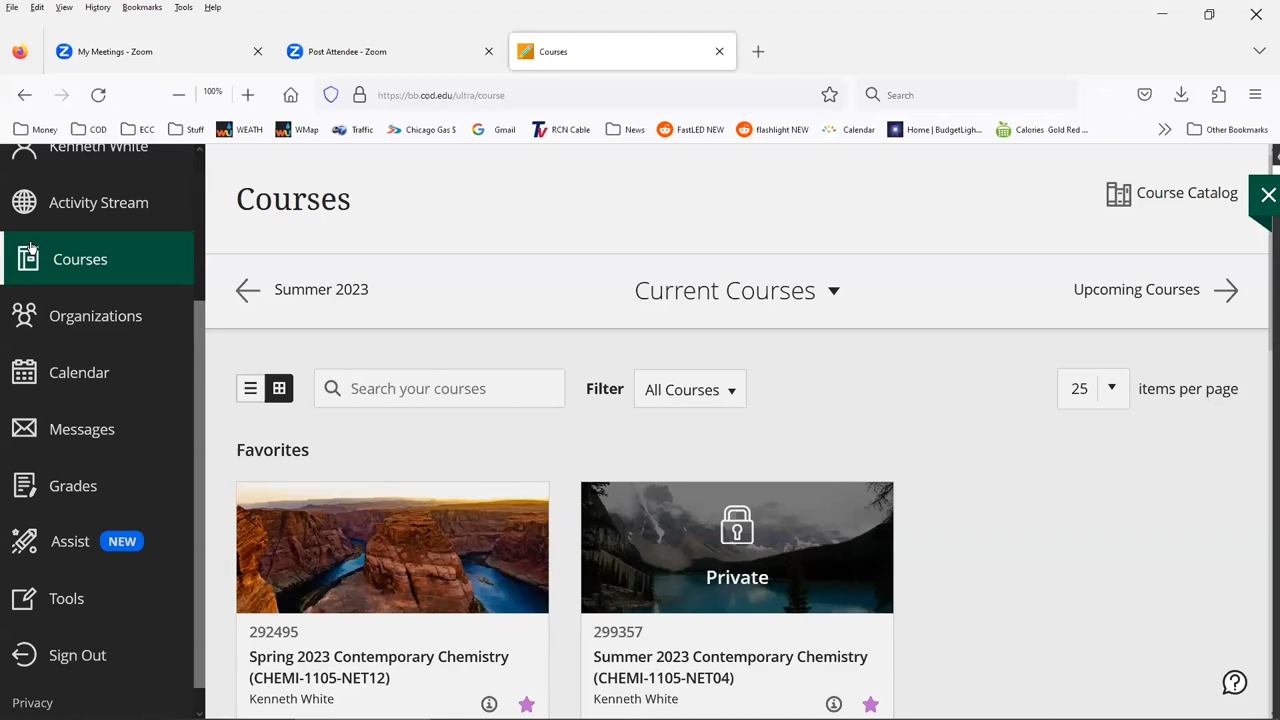 File Edit View History Bookmarks Tools Help
My Meetings - Zoom Post Attendee - Zoom Courses
100% https://bb.cod.edu/ultra/course Search
Money COD ECC Stuff WEATH WMap Traffic Chicago Gas $ Gmail RCN Cable News FastLED NEW flashlight NEW Calendar Home | BudgetLigh... Calories Gold Red ... Other Bookmarks
Kenneth White
Activity Stream
Courses
Organizations
Calendar
Messages
Grades
Assist NEW
Tools
Sign Out
Privacy
Courses
Course Catalog
Summer 2023 Current Courses Upcoming Courses
Search your courses Filter All Courses 25 items per page
Favorites
Private
292495
Spring 2023 Contemporary Chemistry
(CHEMI-1105-NET12)
Kenneth White
299357
Summer 2023 Contemporary Chemistry
(CHEMI-1105-NET04)
Kenneth White